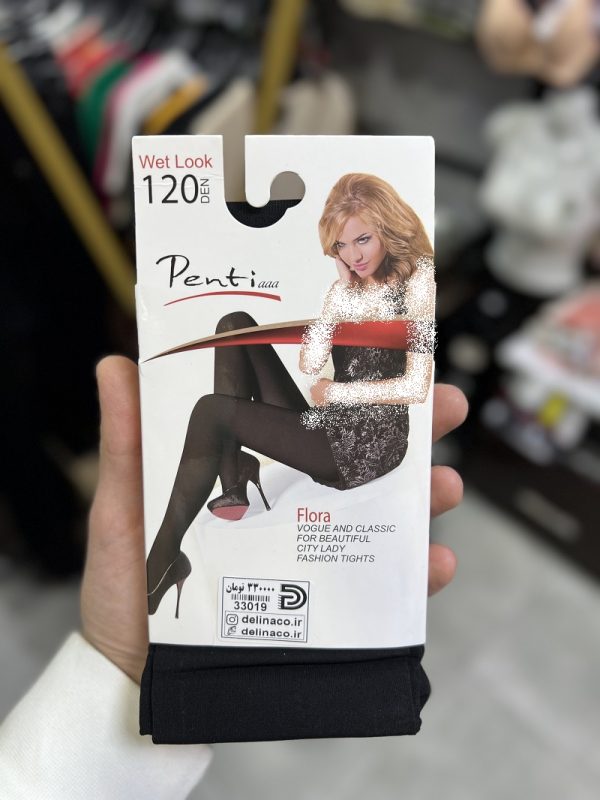 Wet Look
120 DEN
Penti aaa
Flora
VOGUE AND CLASSIC
FOR BEAUTIFUL
CITY LADY
FASHION TIGHTS
۳۳۰۰۰۰ تومان
33019
delinaco.ir
delinaco.ir